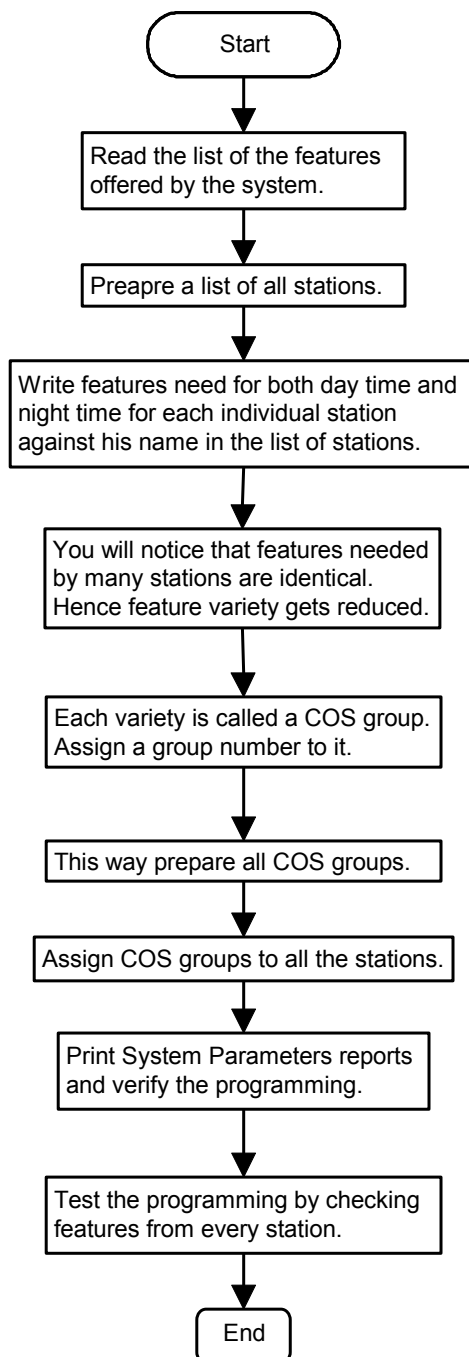 Start
Read the list of the features
offered by the system.
Preapre a list of all stations.
Write features need for both day time and
night time for each individual station
against his name in the list of stations.
You will notice that features needed
by many stations are identical.
Hence feature variety gets reduced.
Each variety is called a COS group.
Assign a group number to it.
This way prepare all COS groups.
Assign COS groups to all the stations.
Print System Parameters reports
and verify the programming.
Test the programming by checking
features from every station.
End